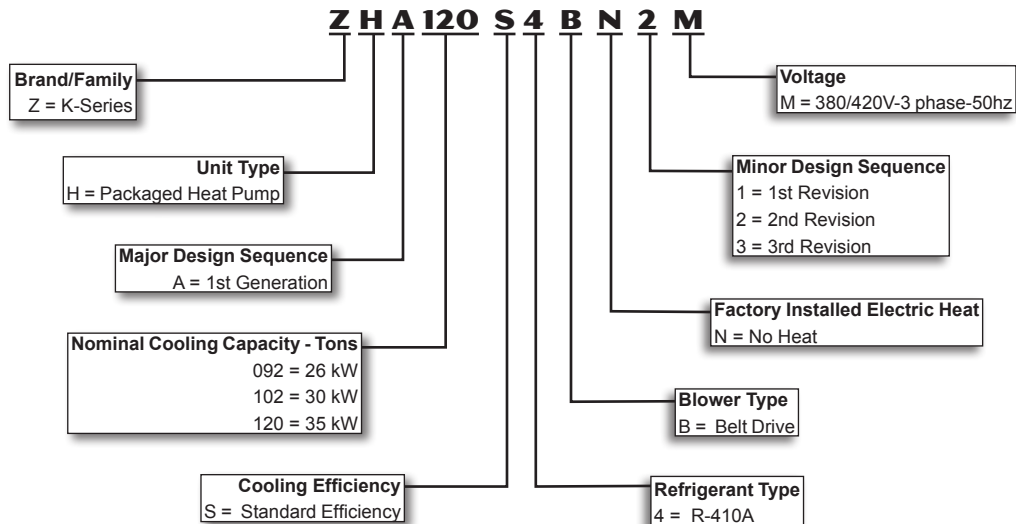 Z H A 120 S 4 B N 2 M
Brand/Family
Z = K-Series
Unit Type
H = Packaged Heat Pump
Major Design Sequence
A = 1st Generation
Nominal Cooling Capacity - Tons
092 = 26 kW
102 = 30 kW
120 = 35 kW
Cooling Efficiency
S = Standard Efficiency
Voltage
M = 380/420V-3 phase-50hz
Minor Design Sequence
1 = 1st Revision
2 = 2nd Revision
3 = 3rd Revision
Factory Installed Electric Heat
N = No Heat
Blower Type
B = Belt Drive
Refrigerant Type
4 = R-410A